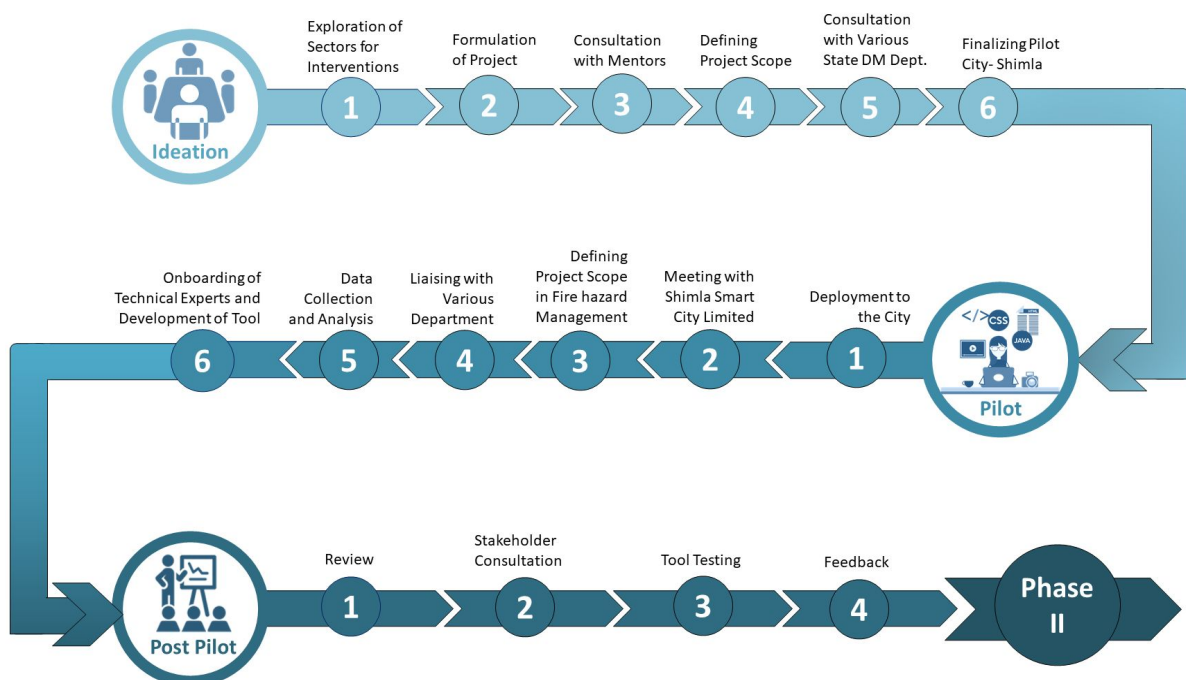 Ideation
Exploration of
Sectors for
Interventions
1
Formulation
of Project
2
Consultation
with Mentors
3
Defining
Project Scope
4
Consultation
with Various
State DM Dept.
5
Finalizing Pilot
City- Shimla
6
</> CSS
HTML
JAVA
Pilot
Deployment to
the City
1
Meeting with
Shimla Smart
City Limited
2
Defining
Project Scope
in Fire hazard
Management
3
Liaising with
Various
Department
4
Data
Collection
and Analysis
5
Onboarding of
Technical Experts and
Development of Tool
6
Post Pilot
Review
1
Stakeholder
Consultation
2
Tool Testing
3
Feedback
4
Phase
II